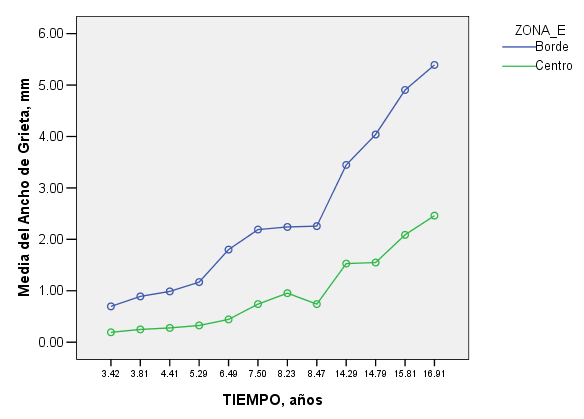 ZONA_E
Borde
Centro
Media del Ancho de Grieta, mm
6.00
5.00
4.00
3.00
2.00
1.00
0.00
3.42 3.81 4.41 5.29 6.49 7.50 8.23 8.47 14.29 14.79 15.81 16.91
TIEMPO, años